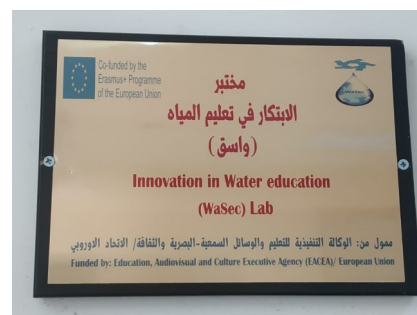 Co-funded by the
Erasmus+ Programme
of the European Union
WaSec
مختبر
الابتكار في تعليم المياه
(واسق)
Innovation in Water education
(WaSec) Lab
ممول من: الوكالة التنفيذية للتعليم والوسائل السمعية-البصرية والثقافة/ الاتحاد الاوروبي
Funded by: Education, Audiovisual and Culture Executive Agency (EACEA)/ European Union